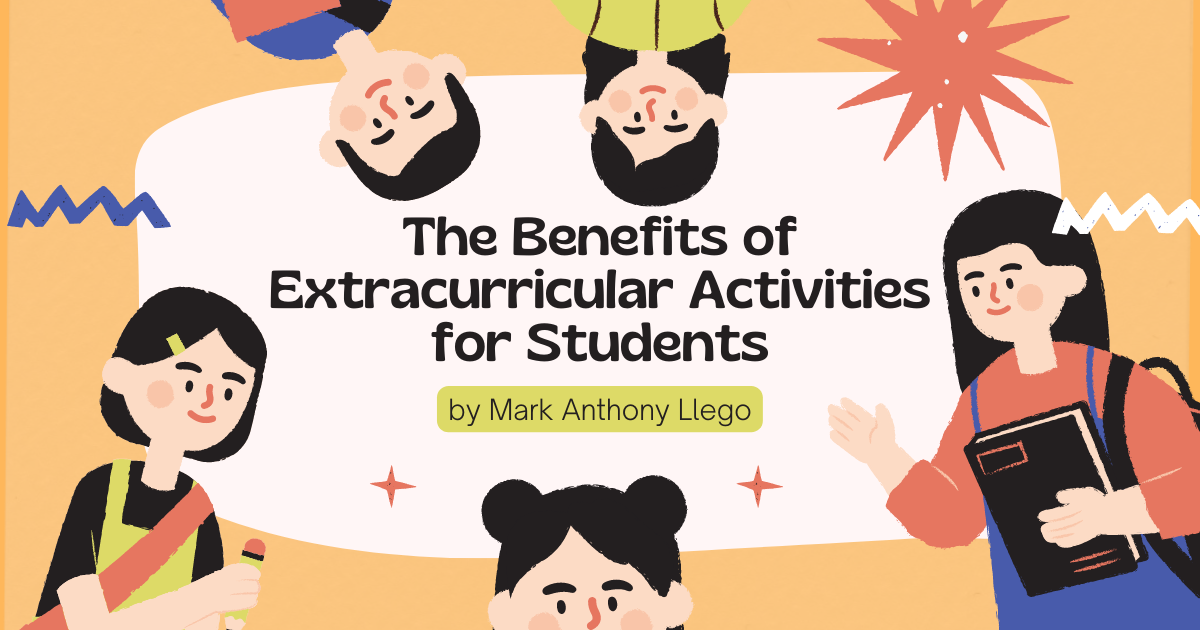 The Benefits of
Extracurricular Activities
for Students
by Mark Anthony Llego